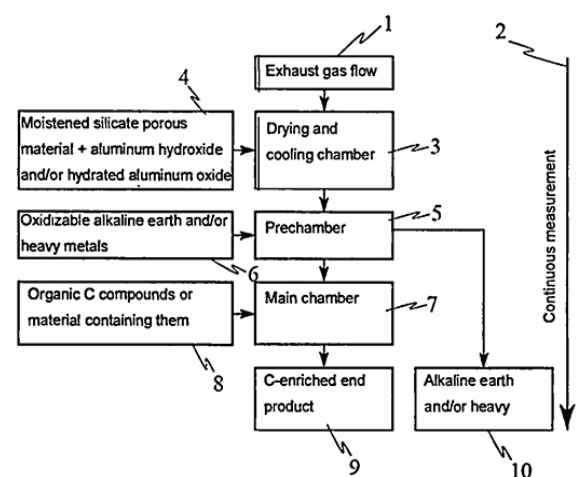 1
2
Exhaust gas flow
4
Moistened silicate porous
material + aluminum hydroxide
and/or hydrated aluminum oxide
Drying and
cooling chamber
3
Oxidizable alkaline earth and/or
heavy metals
6
Prechamber
5
Organic C compounds or
material containing them
8
Main chamber
7
Continuous measurement
C-enriched end
product
9
Alkaline earth
and/or heavy
10